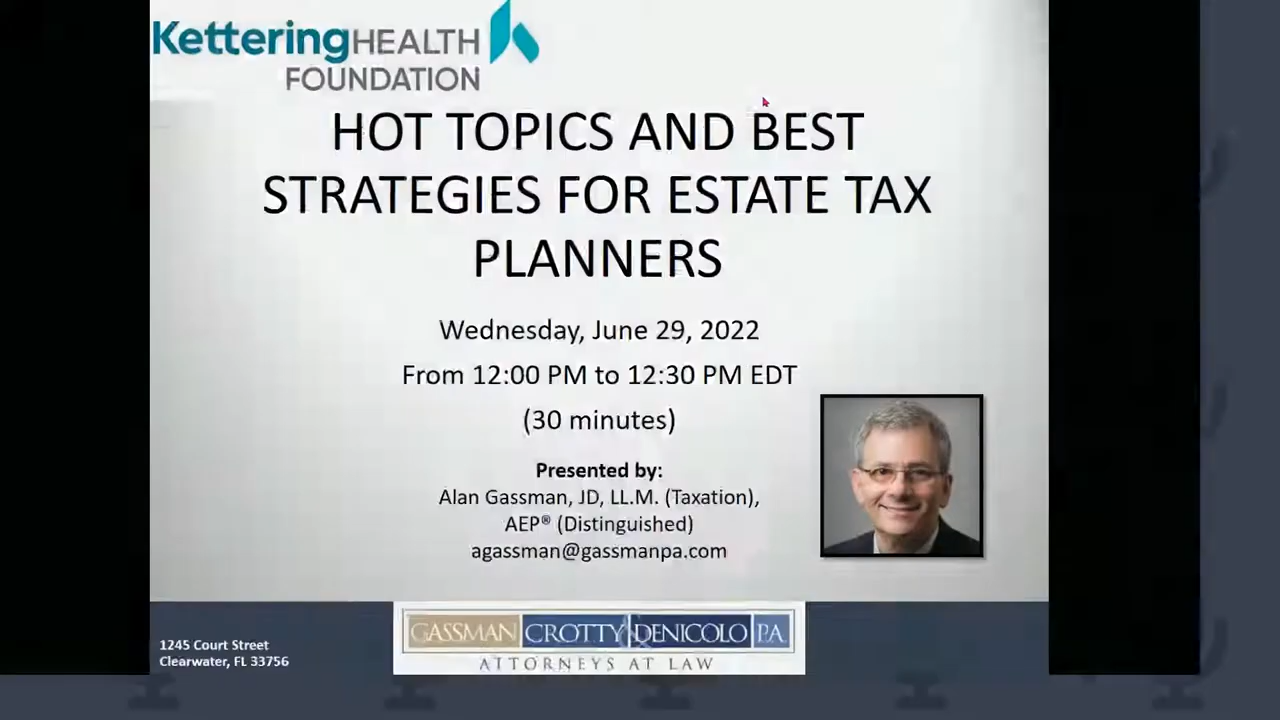 KetteringHEALTH
FOUNDATION
HOT TOPICS AND BEST
STRATEGIES FOR ESTATE TAX
PLANNERS
Wednesday, June 29, 2022
From 12:00 PM to 12:30 PM EDT
(30 minutes)
Presented by:
Alan Gassman, JD, LL.M. (Taxation),
AEP® (Distinguished)
agassman@gassmanpa.com
GASSMAN CROTTY & DENICOLO PA
ATTORNEYS AT LAW
1245 Court Street
Clearwater, FL 33756